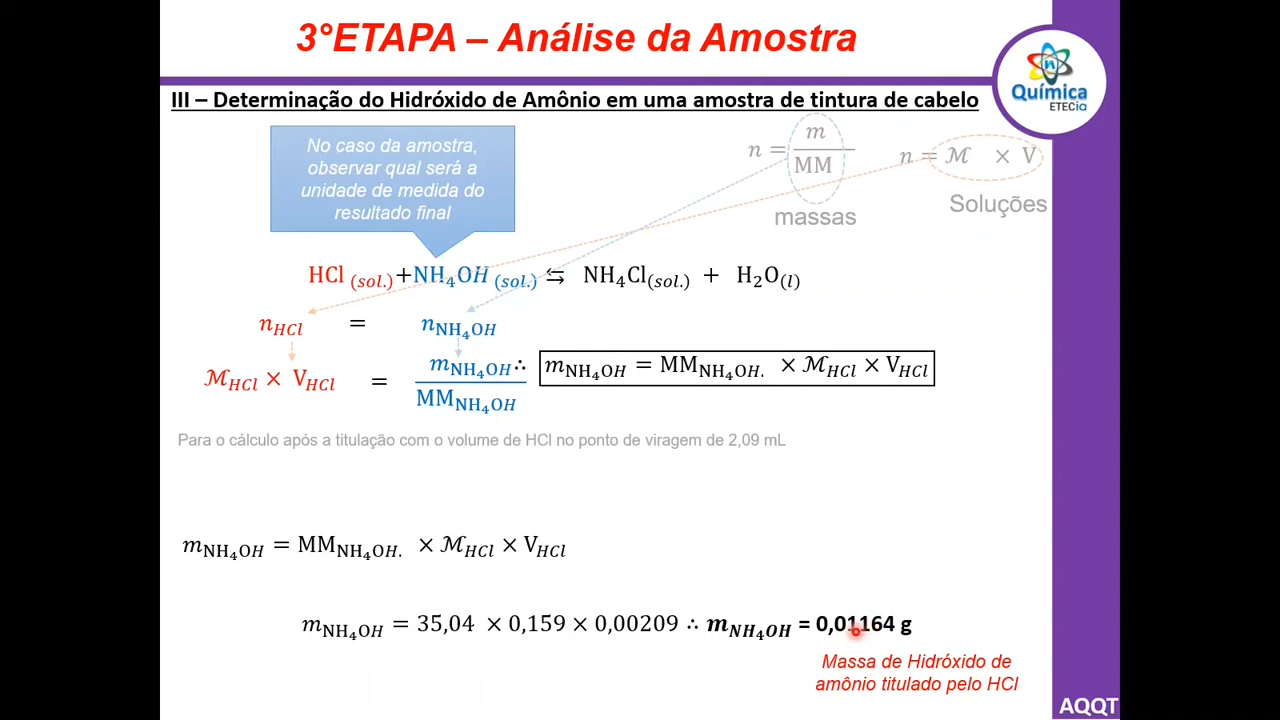 3°ETAPA – Análise da Amostra
Química
ETECia
III – Determinação do Hidróxido de Amônio em uma amostra de tintura de cabelo
No caso da amostra,
observar qual será a
unidade de medida do
resultado final
n = m / MM
massas
n = ℳ × V
Soluções
HCl (sol.) + NH₄OH (sol.) ⇆ NH₄Cl(sol.) + H₂O(l)
n_HCl = n_NH₄OH
ℳ_HCl × V_HCl = m_NH₄OH / MM_NH₄OH ∴ m_NH₄OH = MM_NH₄OH. × ℳ_HCl × V_HCl
Para o cálculo após a titulação com o volume de HCl no ponto de viragem de 2,09 mL
m_NH₄OH = MM_NH₄OH. × ℳ_HCl × V_HCl
m_NH₄OH = 35,04 × 0,159 × 0,00209 ∴ m_NH₄OH = 0,01164 g
Massa de Hidróxido de
amônio titulado pelo HCl
AQQT